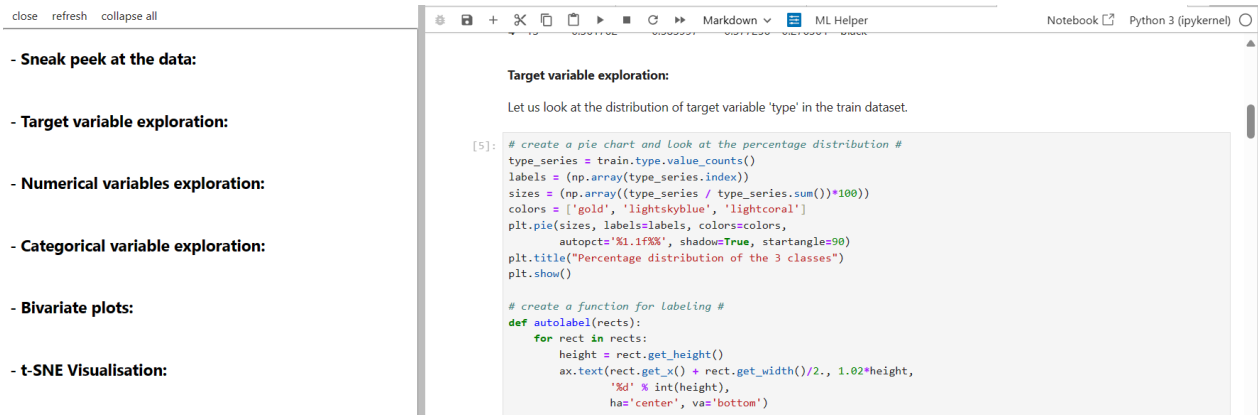 close refresh collapse all
- Sneak peek at the data:
- Target variable exploration:
- Numerical variables exploration:
- Categorical variable exploration:
- Bivariate plots:
- t-SNE Visualisation:
Markdown ML Helper Notebook Python 3 (ipykernel)
Target variable exploration:
Let us look at the distribution of target variable 'type' in the train dataset.
[5]: # create a pie chart and look at the percentage distribution #
type_series = train.type.value_counts()
labels = (np.array(type_series.index))
sizes = (np.array((type_series / type_series.sum())*100))
colors = ['gold', 'lightskyblue', 'lightcoral']
plt.pie(sizes, labels=labels, colors=colors,
        autopct='%1.1f%%', shadow=True, startangle=90)
plt.title("Percentage distribution of the 3 classes")
plt.show()
# create a function for labeling #
def autolabel(rects):
    for rect in rects:
        height = rect.get_height()
        ax.text(rect.get_x() + rect.get_width()/2., 1.02*height,
                '%d' % int(height),
                ha='center', va='bottom')